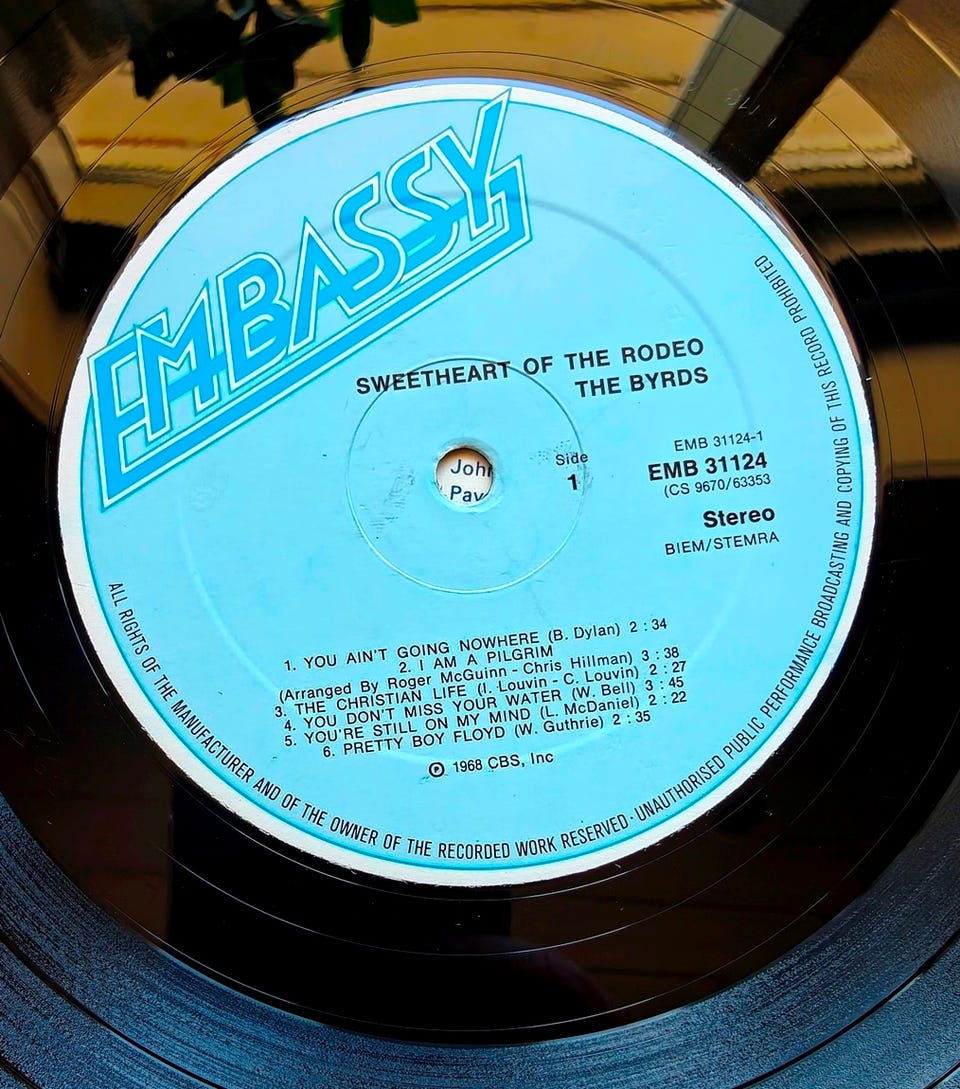 EMBASSY
SWEETHEART OF THE RODEO
THE BYRDS
EMB 31124-1
Side
1
EMB 31124
(CS 9670/63353
Stereo
BIEM/STEMRA
John
Pav
1. YOU AIN'T GOING NOWHERE (B. Dylan) 2 : 34
2. I AM A PILGRIM
(Arranged By Roger McGuinn - Chris Hillman) 3 : 38
3. THE CHRISTIAN LIFE (I. Louvin - C. Louvin) 2 : 27
4. YOU DON'T MISS YOUR WATER (W. Bell) 3 : 45
5. YOU'RE STILL ON MY MIND (L. McDaniel) 2 : 22
6. PRETTY BOY FLOYD (W. Guthrie) 2 : 35
℗ 1968 CBS, Inc
ALL RIGHTS OF THE MANUFACTURER AND OF THE OWNER OF THE RECORDED WORK RESERVED · UNAUTHORISED PUBLIC PERFORMANCE BROADCASTING AND COPYING OF THIS RECORD PROHIBITED